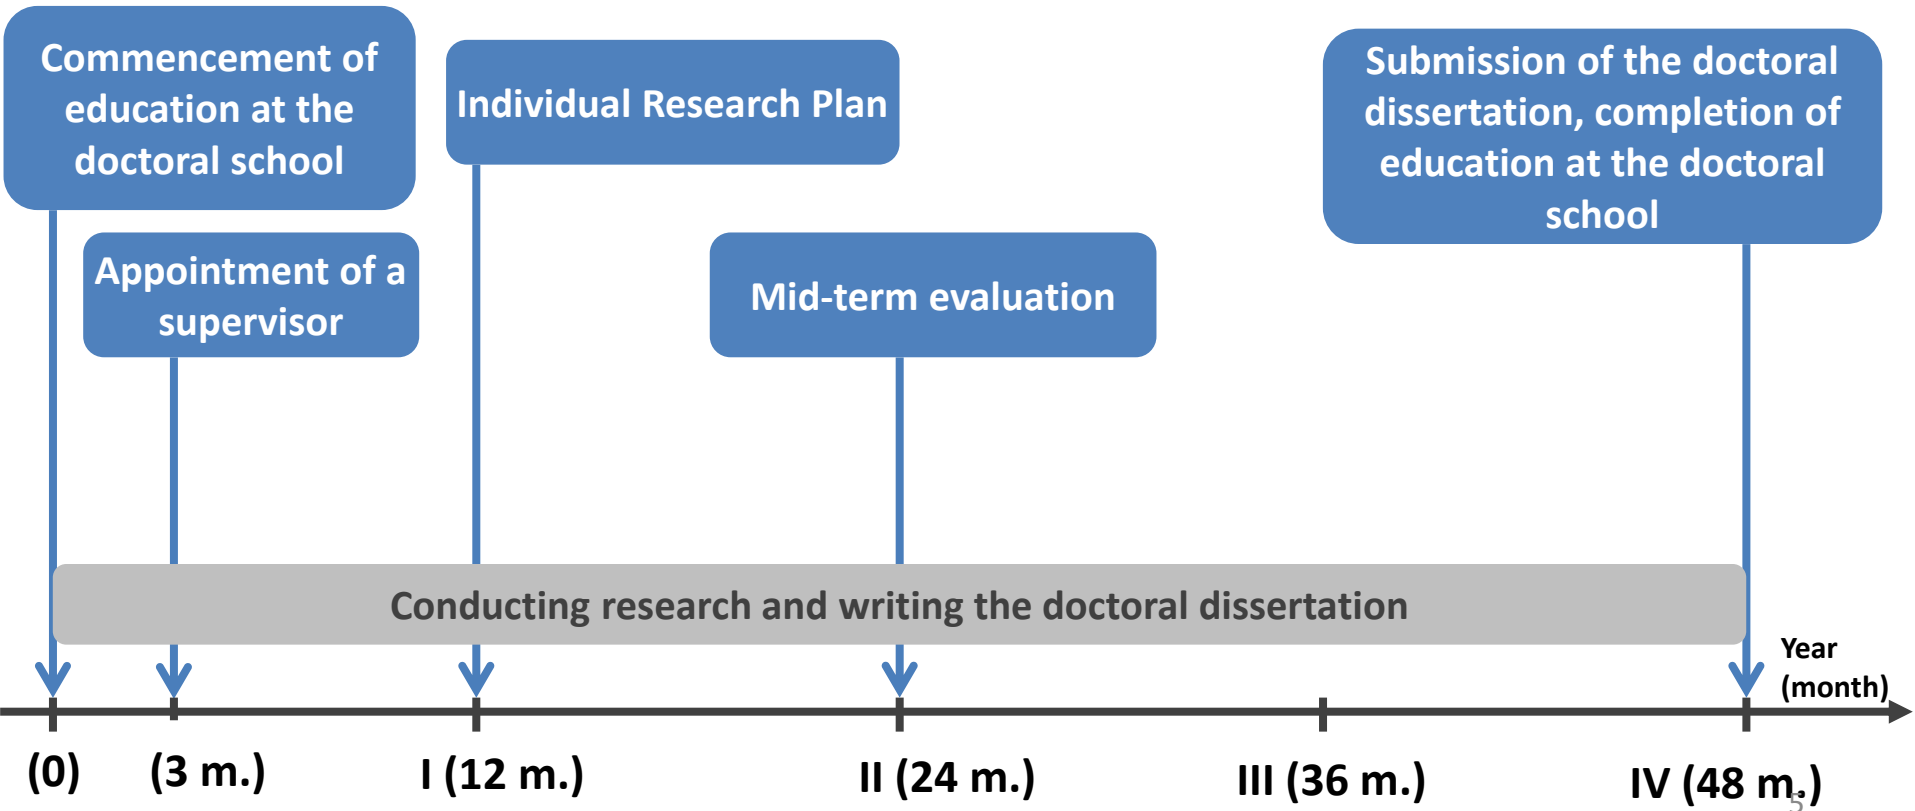 Commencement of
education at the
doctoral school
Individual Research Plan
Submission of the doctoral
dissertation, completion of
education at the doctoral
school
Appointment of a
supervisor
Mid-term evaluation
Conducting research and writing the doctoral dissertation
Year
(month)
(0)
(3 m.)
I (12 m.)
II (24 m.)
III (36 m.)
IV (48 m.)
5